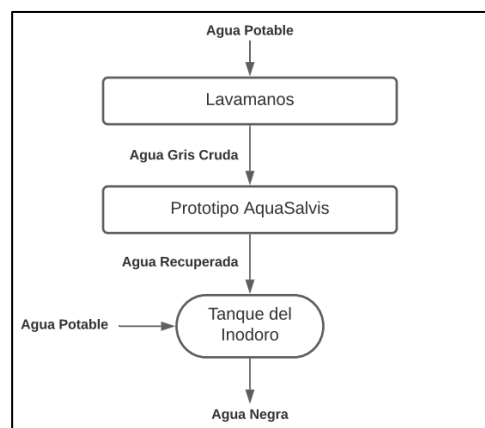 Agua Potable
Lavamanos
Agua Gris Cruda
Prototipo AquaSalvis
Agua Recuperada
Agua Potable
Tanque del
Inodoro
Agua Negra